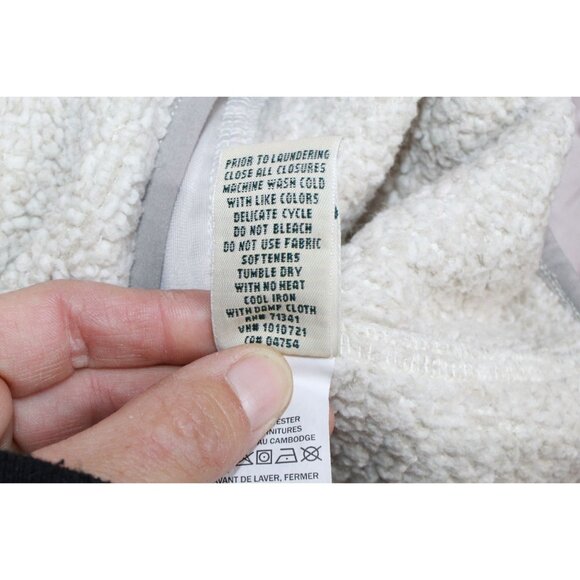 PRIOR TO LAUNDERING
CLOSE ALL CLOSURES
MACHINE WASH COLD
WITH LIKE COLORS
DELICATE CYCLE
DO NOT BLEACH
DO NOT USE FABRIC
SOFTENERS
TUMBLE DRY
WITH NO HEAT
COOL IRON
WITH DAMP CLOTH
RN# 71341
VN# 1010721
CA# 04754
ESTER
NITURES
AU CAMBODGE
VANT DE LAVER, FERMER